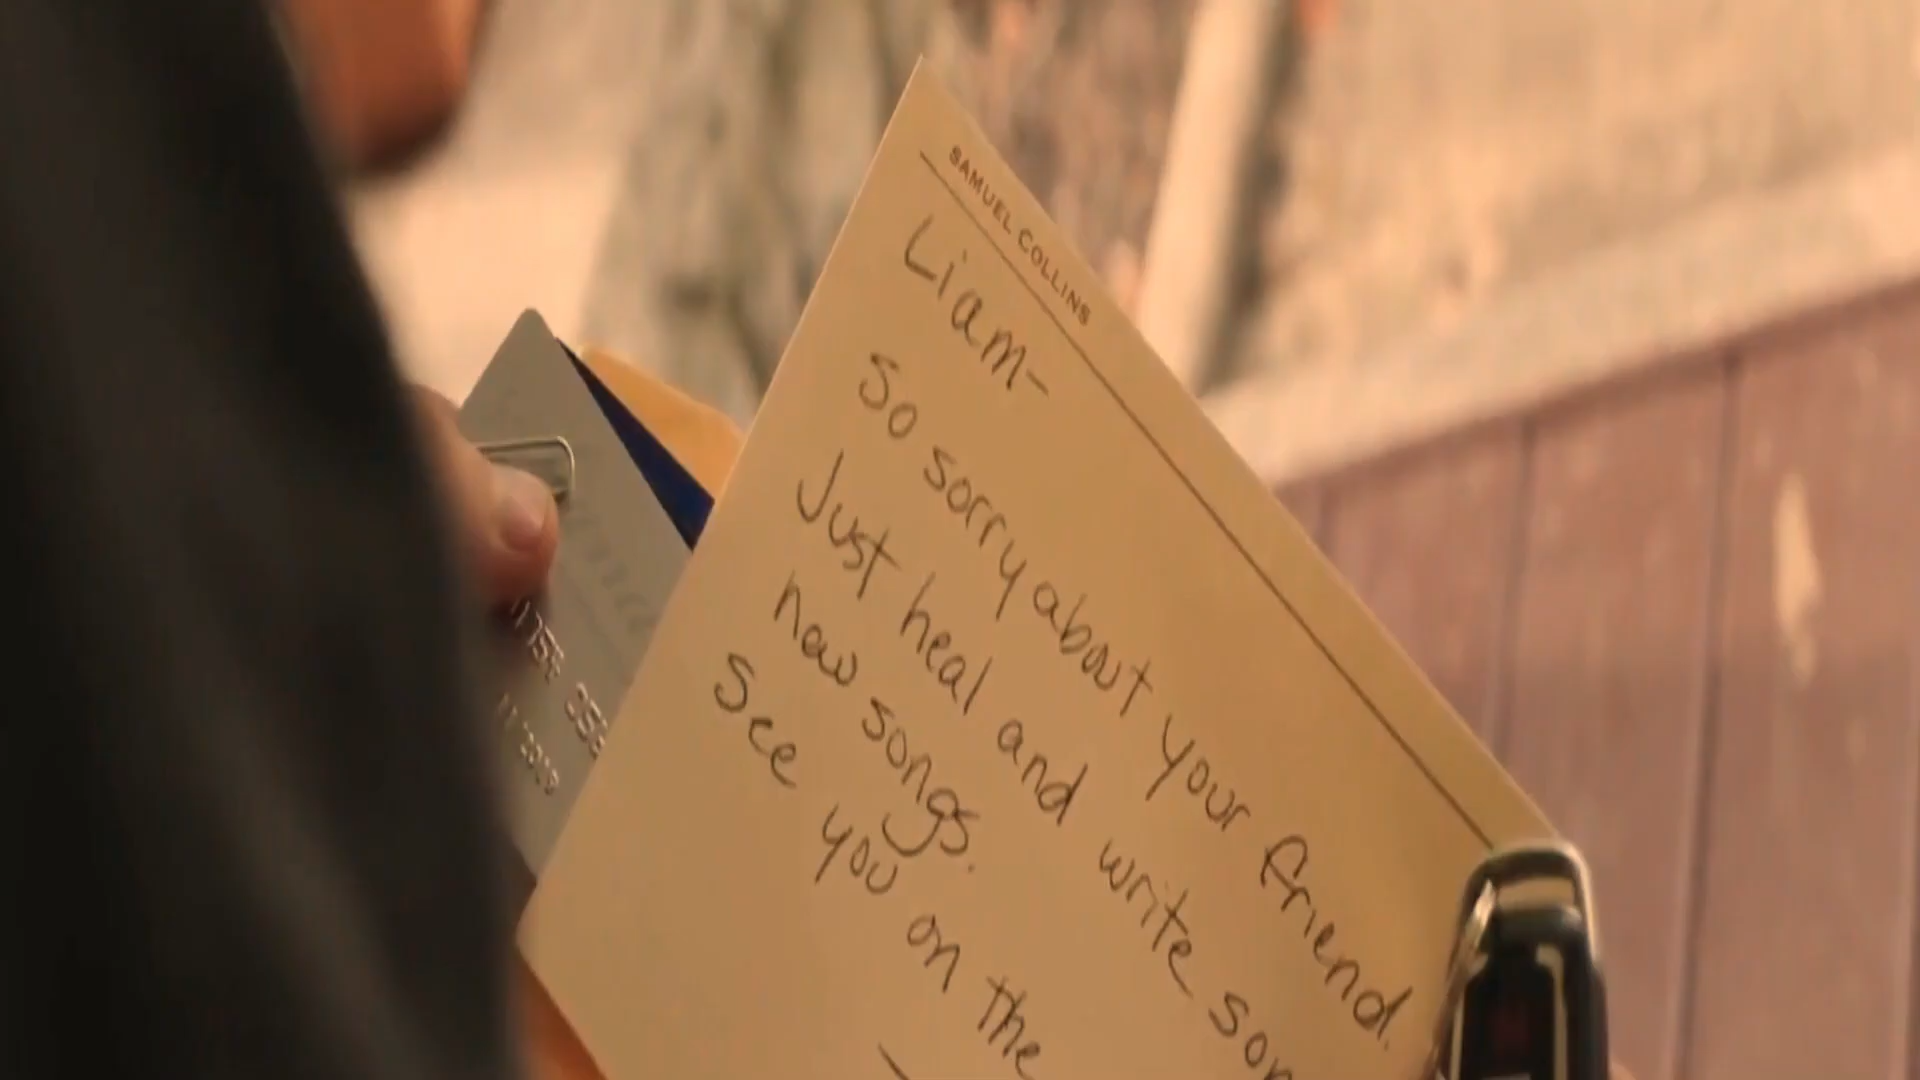 SAMUEL COLLINS
Liam-
So sorry about your friend.
Just heal and write
new songs.
See you on the